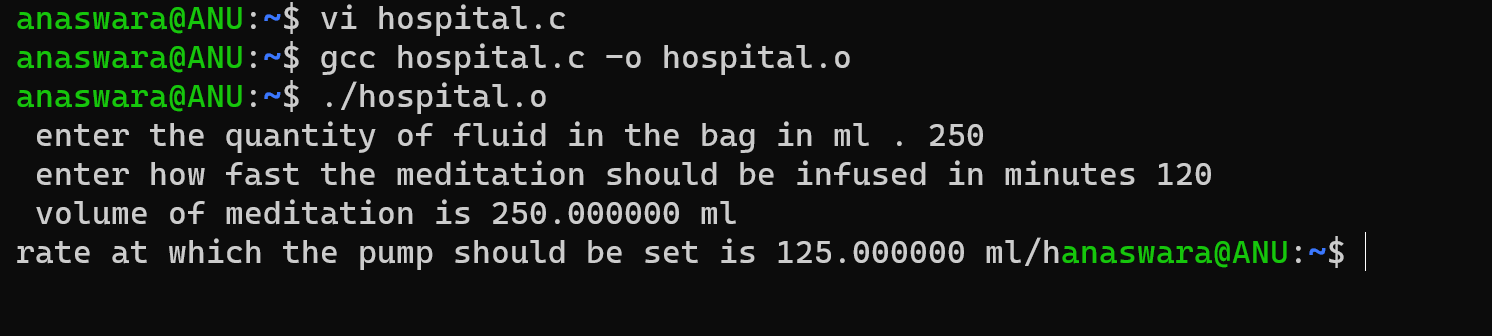 anaswara@ANU:~$ vi hospital.c
anaswara@ANU:~$ gcc hospital.c -o hospital.o
anaswara@ANU:~$ ./hospital.o
 enter the quantity of fluid in the bag in ml . 250
 enter how fast the meditation should be infused in minutes 120
 volume of meditation is 250.000000 ml
rate at which the pump should be set is 125.000000 ml/hanaswara@ANU:~$